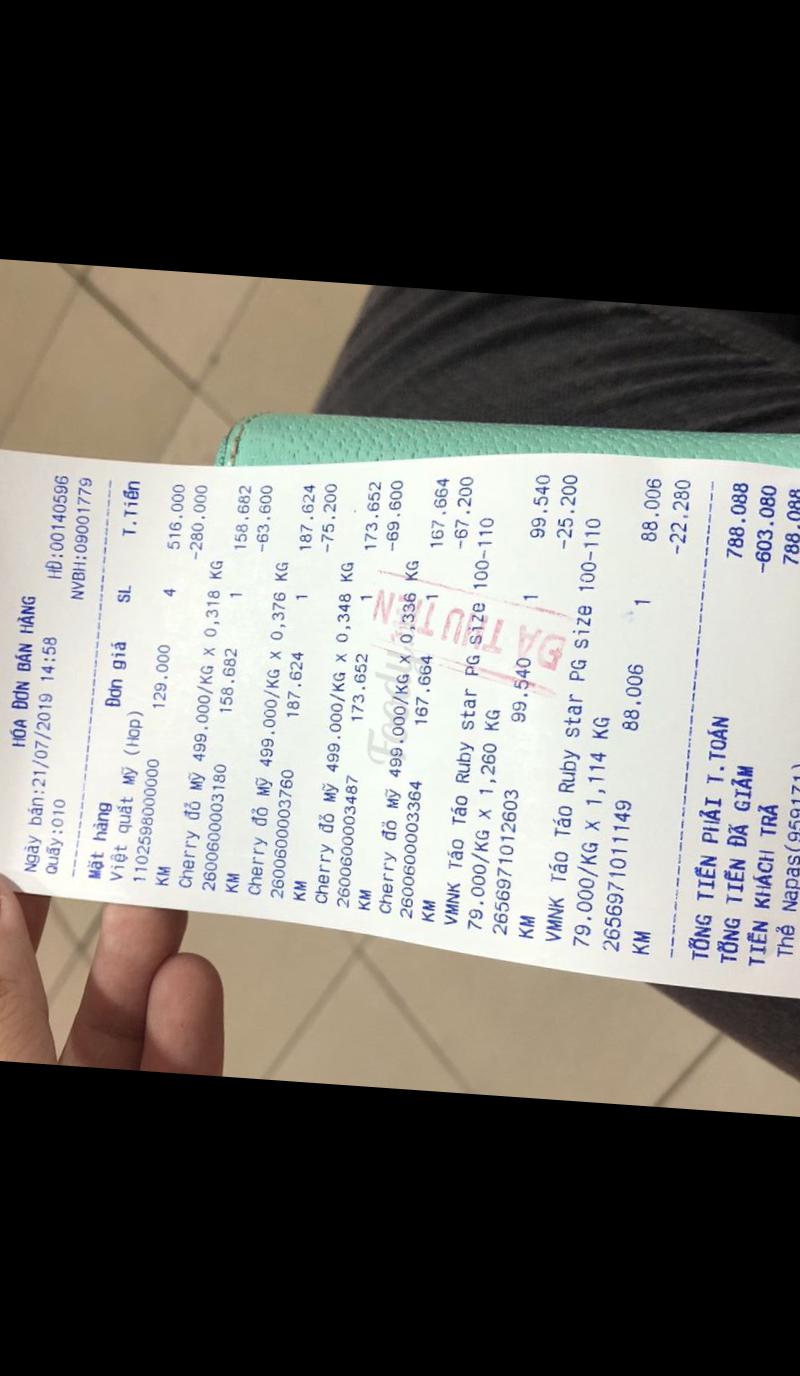 HÓA ĐƠN BÁN HÀNG
Ngày bán:21/07/2019 14:58 HĐ:00140596
Quầy:010 NVBH:09001779
Mặt hàng Đơn giá SL T.Tiền
Việt quất Mỹ (Hop)
1102598000000 129.000 4 516.000
KM -280.000
Cherry đỏ Mỹ 499.000/KG X 0,318 KG
2600600003180 158.682 1 158.682
KM -63.600
Cherry đỏ Mỹ 499.000/KG X 0,376 KG
2600600003760 187.624 1 187.624
KM -75.200
Cherry đỏ Mỹ 499.000/KG X 0,348 KG
2600600003487 173.652 1 173.652
KM -69.600
Cherry đỏ Mỹ 499.000/KG X 0,336 KG
2600600003364 167.664 1 167.664
KM -67.200
VMNK Táo Táo Ruby star PG size 100-110
79.000/KG X 1,260 KG
2656971012603 99.540 1 99.540
KM -25.200
VMNK Táo Táo Ruby star PG size 100-110
79.000/KG X 1,114 KG
2656971011149 88.006 1 88.006
KM -22.280
TỔNG TIỀN PHẢI T.TOÁN 788.088
TỔNG TIỀN ĐÃ GIẢM -603.080
TIỀN KHÁCH TRẢ 788.088
Thẻ Napas(959171)
ĐÃ THU TIỀN
Foody